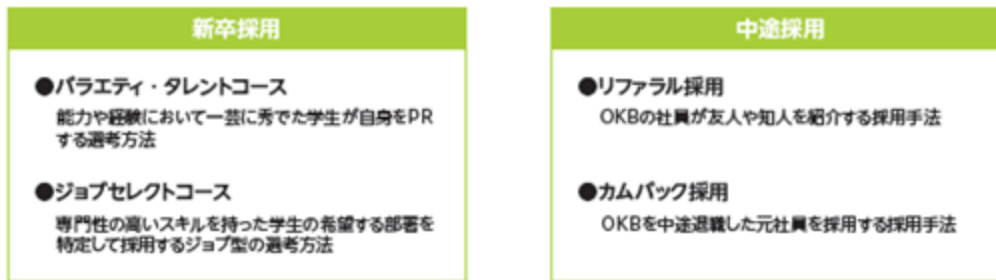 新卒採用
●バラエティ・タレントコース
能力や経験において一芸に秀でた学生が自身をPR
する選考方法
●ジョブセレクトコース
専門性の高いスキルを持った学生の希望する部署を
特定して採用するジョブ型の選考方法
中途採用
●リファラル採用
OKBの社員が友人や知人を紹介する採用手法
●カムバック採用
OKBを中途退職した元社員を採用する採用手法